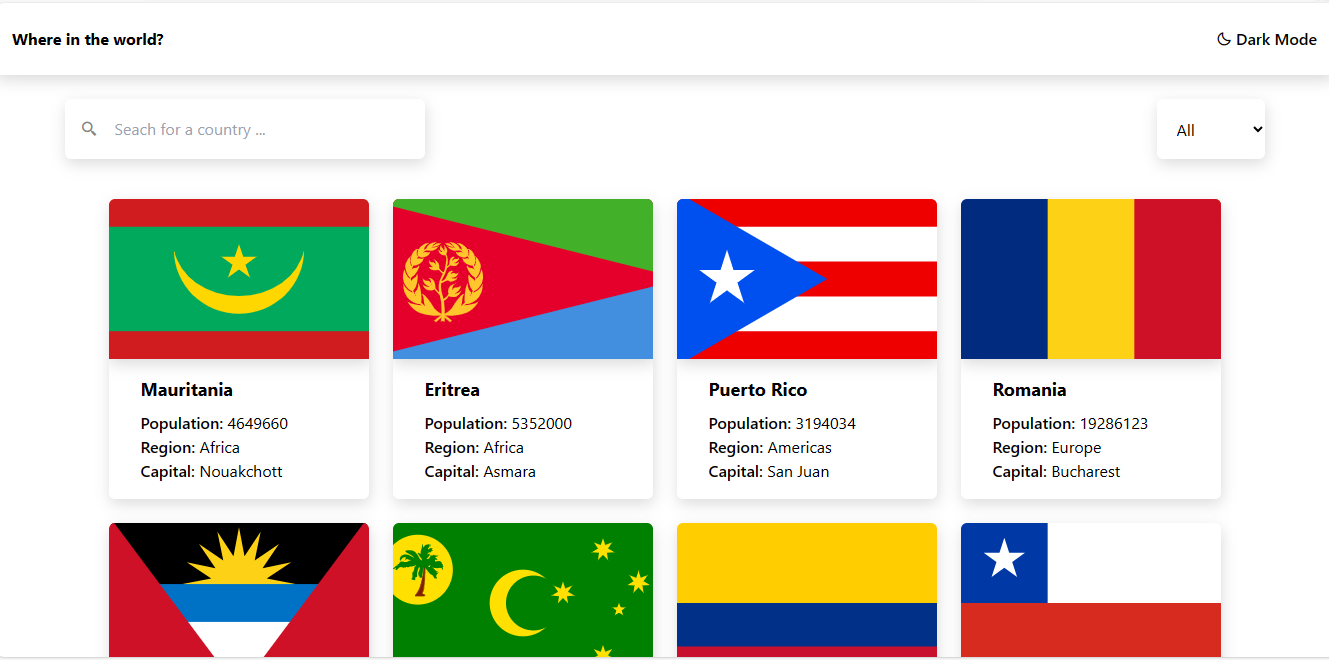 Where in the world?
Dark Mode
Seach for a country ...
All
Mauritania
Population: 4649660
Region: Africa
Capital: Nouakchott
Eritrea
Population: 5352000
Region: Africa
Capital: Asmara
Puerto Rico
Population: 3194034
Region: Americas
Capital: San Juan
Romania
Population: 19286123
Region: Europe
Capital: Bucharest